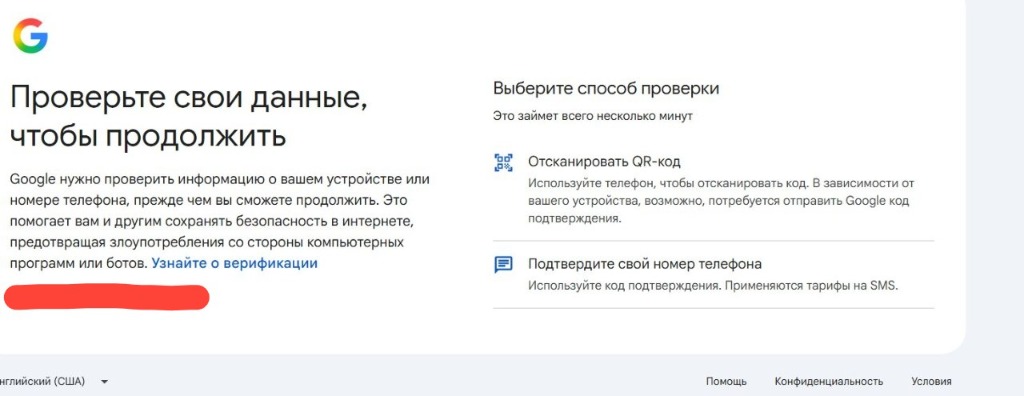 Проверьте свои данные,
чтобы продолжить
Google нужно проверить информацию о вашем устройстве или
номере телефона, прежде чем вы сможете продолжить. Это
помогает вам и другим сохранять безопасность в интернете,
предотвращая злоупотребления со стороны компьютерных
программ или ботов. Узнайте о верификации
Выберите способ проверки
Это займет всего несколько минут
Отсканировать QR-код
Используйте телефон, чтобы отсканировать код. В зависимости от
вашего устройства, возможно, потребуется отправить Google код
подтверждения.
Подтвердите свой номер телефона
Используйте код подтверждения. Применяются тарифы на SMS.
нглийский (США)
Помощь
Конфиденциальность
Условия